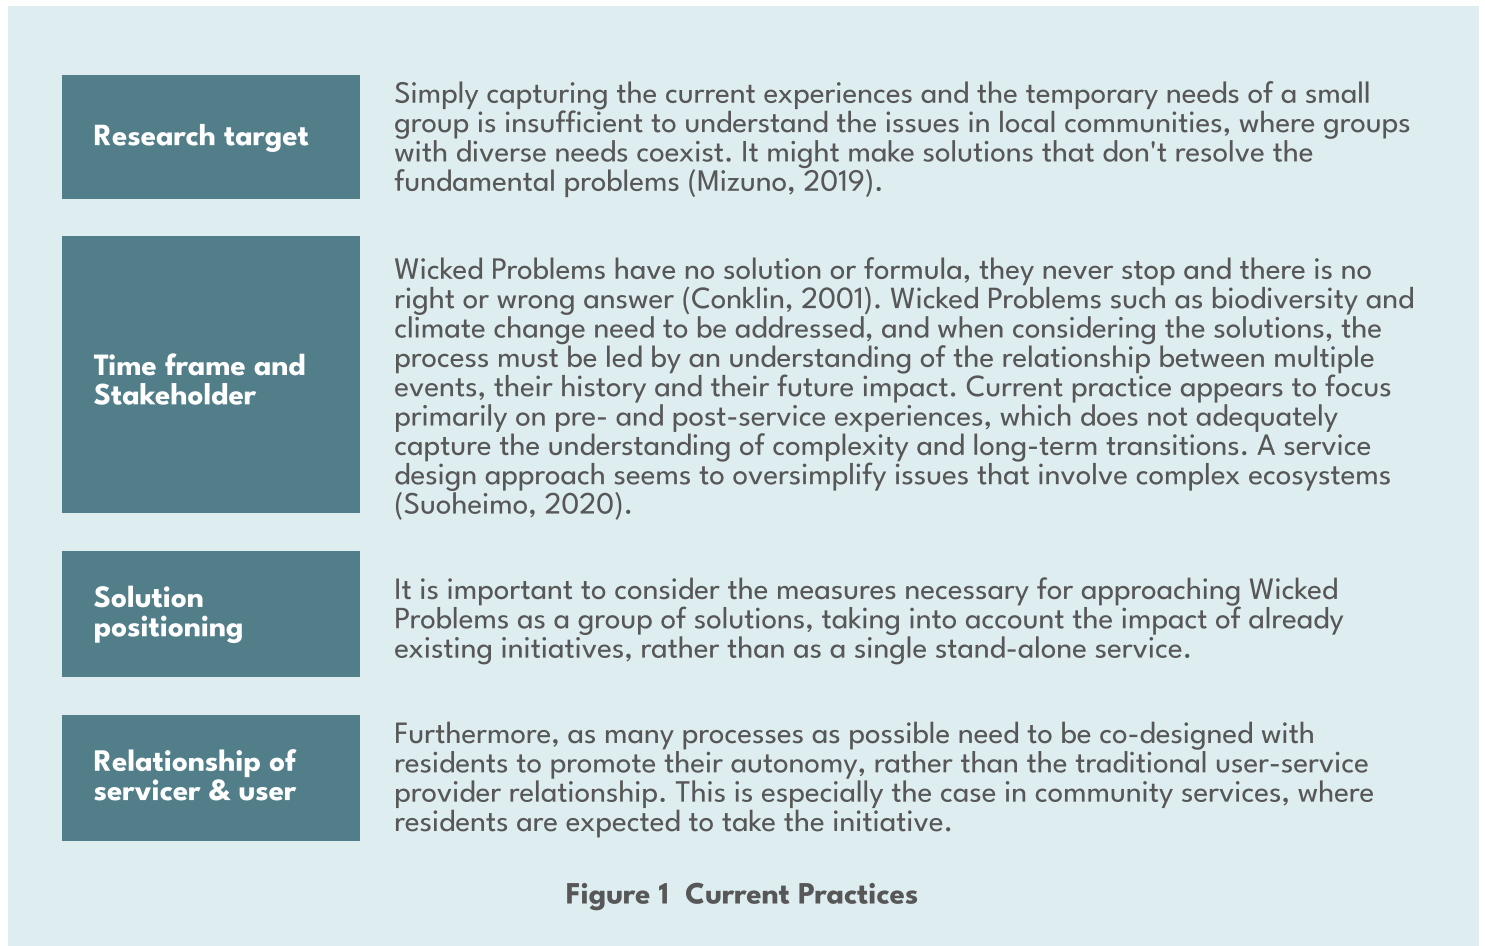 Research target
Simply capturing the current experiences and the temporary needs of a small
group is insufficient to understand the issues in local communities, where groups
with diverse needs coexist. It might make solutions that don't resolve the
fundamental problems (Mizuno, 2019).
Time frame and
Stakeholder
Wicked Problems have no solution or formula, they never stop and there is no
right or wrong answer (Conklin, 2001). Wicked Problems such as biodiversity and
climate change need to be addressed, and when considering the solutions, the
process must be led by an understanding of the relationship between multiple
events, their history and their future impact. Current practice appears to focus
primarily on pre- and post-service experiences, which does not adequately
capture the understanding of complexity and long-term transitions. A service
design approach seems to oversimplify issues that involve complex ecosystems
(Suoheimo, 2020).
Solution
positioning
It is important to consider the measures necessary for approaching Wicked
Problems as a group of solutions, taking into account the impact of already
existing initiatives, rather than as a single stand-alone service.
Relationship of
servicer & user
Furthermore, as many processes as possible need to be co-designed with
residents to promote their autonomy, rather than the traditional user-service
provider relationship. This is especially the case in community services, where
residents are expected to take the initiative.
Figure 1 Current Practices